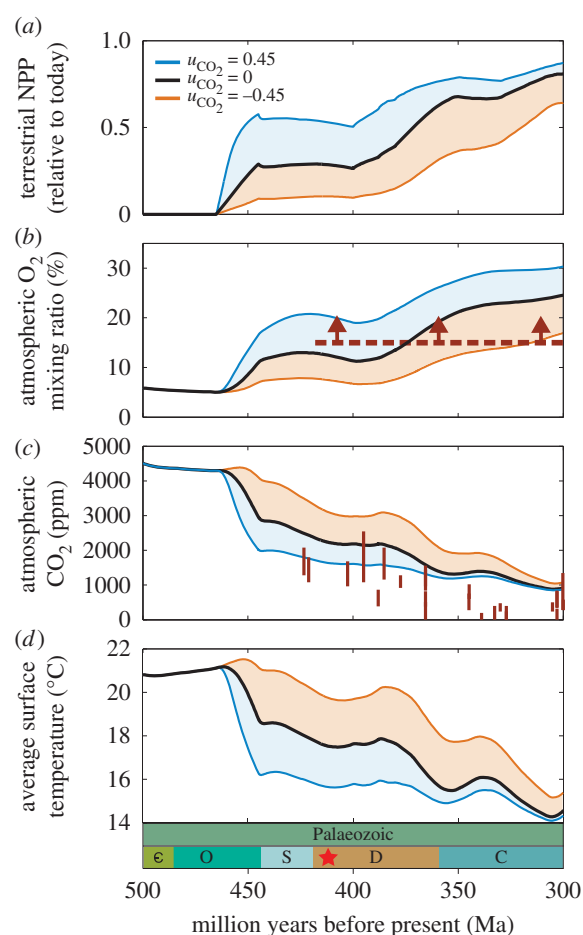 (a)
1.0
0.5
0
terrestrial NPP
(relative to today)
u_CO₂ = 0.45
u_CO₂ = 0
u_CO₂ = –0.45
(b)
30
20
10
0
atmospheric O₂
mixing ratio (%)
(c)
5000
4000
3000
2000
1000
0
atmospheric
CO₂ (ppm)
(d)
22
20
18
16
14
average surface
temperature (°C)
Palaeozoic
Ꞓ O S D C
500 450 400 350 300
million years before present (Ma)